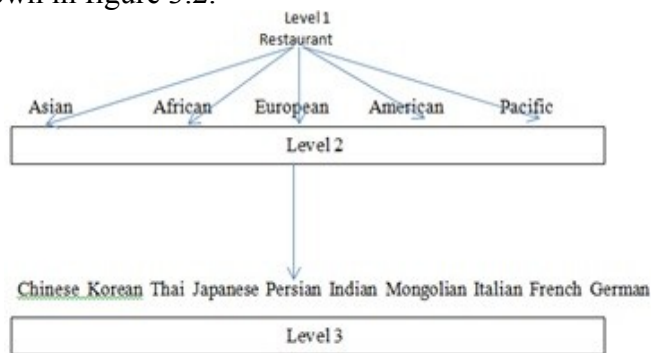 own in figure 3.2.
Level 1
Restaurant
Asian African European American Pacific
Level 2
Chinese Korean Thai Japanese Persian Indian Mongolian Italian French German
Level 3